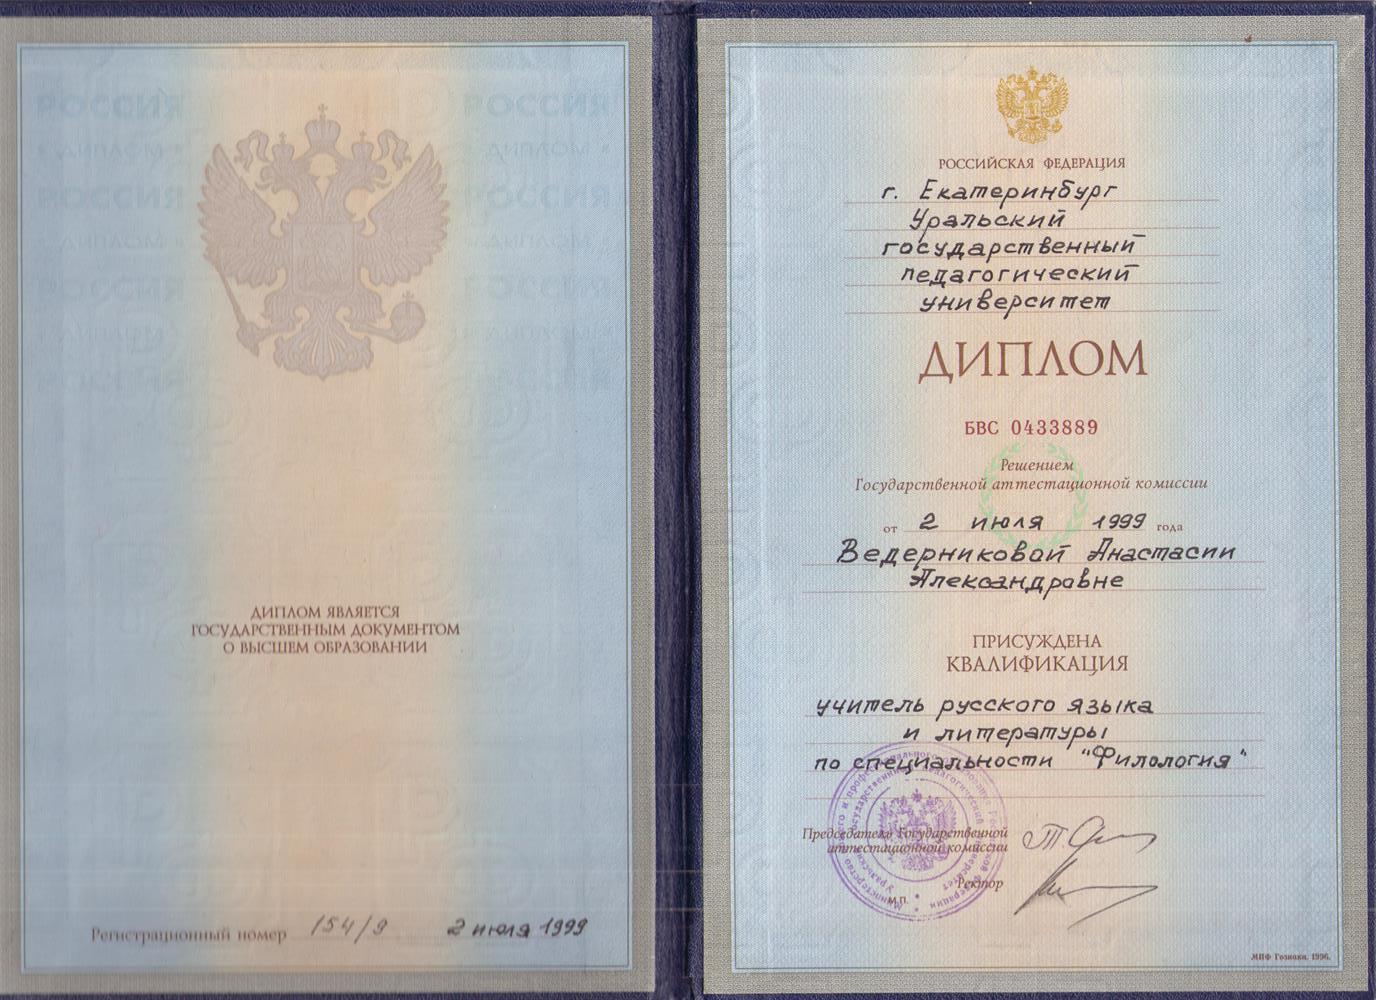 РОССИЯ РОССИЯ
ДИПЛОМ ДИПЛОМ
РОССИЯ РОССИЯ
ДИПЛОМ ДИПЛОМ
РОССИЯ РОССИЯ
ДИПЛОМ ДИПЛОМ
РОССИЯ РОССИЯ
ДИПЛОМ ЯВЛЯЕТСЯ
ГОСУДАРСТВЕННЫМ ДОКУМЕНТОМ
О ВЫСШЕМ ОБРАЗОВАНИИ
Регистрационный номер 154/9 2 июля 1999
РОССИЙСКАЯ ФЕДЕРАЦИЯ
г. Екатеринбург
Уральский
государственный
педагогический
университет
ДИПЛОМ
БВС 0433889
Решением
Государственной аттестационной комиссии
от 2 июля 1999 года
Ведерниковой Анастасии
Александровне
ПРИСУЖДЕНА
КВАЛИФИКАЦИЯ
учитель русского языка
и литературы
по специальности "Филология"
Председатель Государственной
аттестационной комиссии
Ректор
М.П.
МПФ Гознака. 1996.